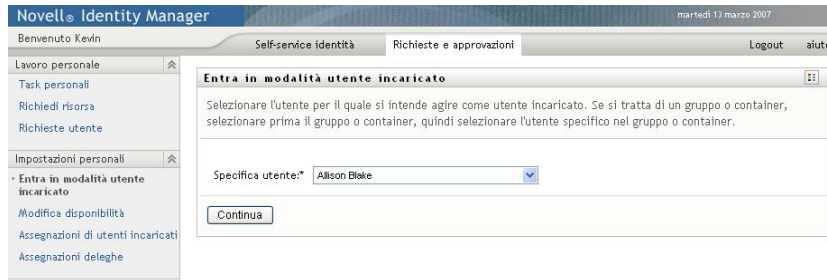 Novell® Identity Manager
martedì 13 marzo 2007
Benvenuto Kevin
Self-service identità
Richieste e approvazioni
Logout
aiut
Lavoro personale
Task personali
Richiedi risorsa
Richieste utente
Impostazioni personali
Entra in modalità utente
incaricato
Modifica disponibilità
Assegnazioni di utenti incaricati
Assegnazioni deleghe
Entra in modalità utente incaricato
Selezionare l'utente per il quale si intende agire come utente incaricato. Se si tratta di un gruppo o container,
selezionare prima il gruppo o container, quindi selezionare l'utente specifico nel gruppo o container.
Specifica utente:* Allison Blake
Continua